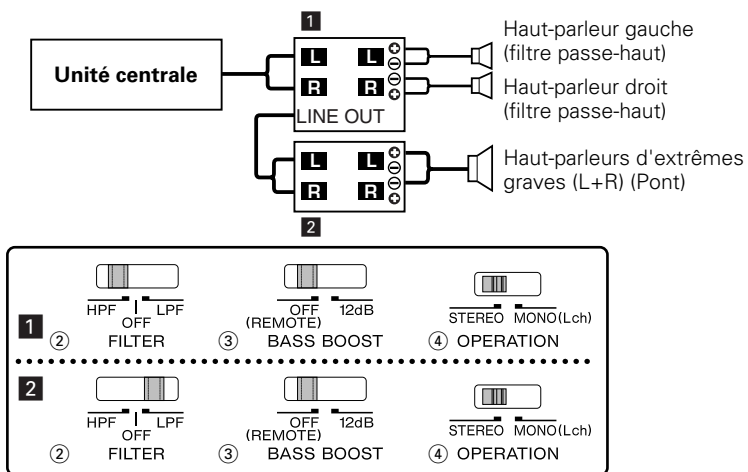 1
Unité centrale
L L ⊕
⊖
R R ⊖
⊕
LINE OUT
Haut-parleur gauche
(filtre passe-haut)
Haut-parleur droit
(filtre passe-haut)
L L ⊕
⊖
R R ⊖
⊕
2
Haut-parleurs d'extrêmes
graves (L+R) (Pont)
1
HPF LPF
OFF
② FILTER
OFF 12dB
(REMOTE)
③ BASS BOOST
STEREO MONO(Lch)
④ OPERATION
2
HPF LPF
OFF
② FILTER
OFF 12dB
(REMOTE)
③ BASS BOOST
STEREO MONO(Lch)
④ OPERATION